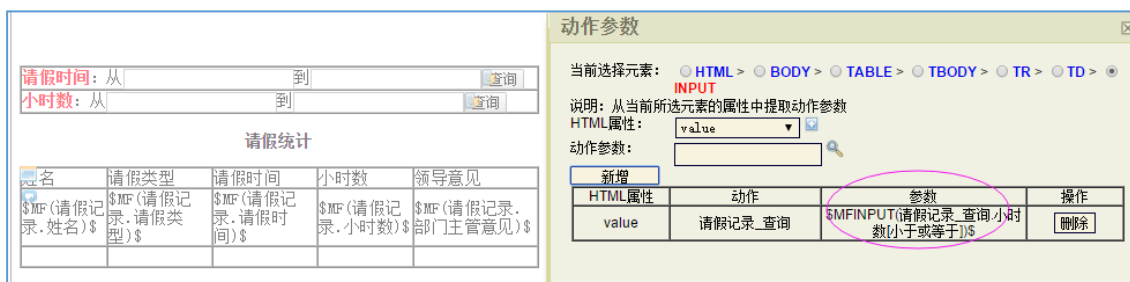 动作参数
当前选择元素： HTML > BODY > TABLE > TBODY > TR > TD >
INPUT
说明：从当前所选元素的属性中提取动作参数
HTML属性： value
动作参数：
新增
HTML属性 动作 参数 操作
value 请假记录_查询 $MFINPUT(请假记录_查询.小时
数[小于或等于])$ 删除
请假时间：从 到 查询
小时数：从 到 查询
请假统计
姓名 请假类型 请假时间 小时数 领导意见
$MF(请假记
录.姓名)$ $MF(请假记
录.请假类
型)$ $MF(请假记
录.请假时
间)$ $MF(请假记
录.小时数)$ $MF(请假记录.
部门主管意见)$